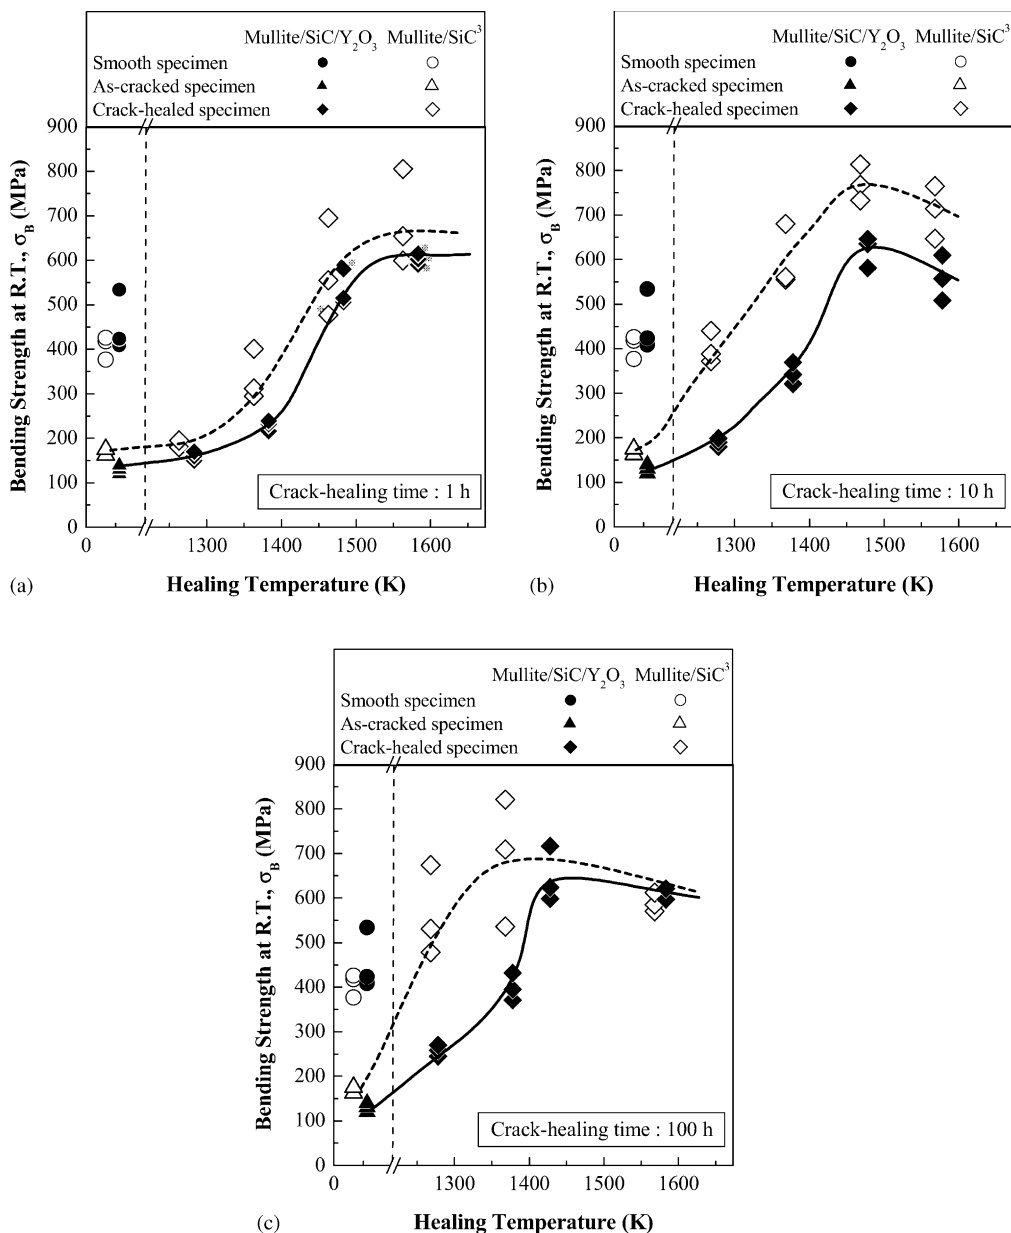 Mullite/SiC/Y₂O₃ Mullite/SiC³
Smooth specimen
As-cracked specimen
Crack-healed specimen
900
800
700
600
500
400
300
200
100
0
Bending Strength at R.T., σ_B (MPa)
Crack-healing time : 1 h
0 1300 1400 1500 1600
(a) Healing Temperature (K)
Mullite/SiC/Y₂O₃ Mullite/SiC³
Smooth specimen
As-cracked specimen
Crack-healed specimen
900
800
700
600
500
400
300
200
100
0
Bending Strength at R.T., σ_B (MPa)
Crack-healing time : 10 h
0 1300 1400 1500 1600
(b) Healing Temperature (K)
Mullite/SiC/Y₂O₃ Mullite/SiC³
Smooth specimen
As-cracked specimen
Crack-healed specimen
900
800
700
600
500
400
300
200
100
0
Bending Strength at R.T., σ_B (MPa)
Crack-healing time : 100 h
0 1300 1400 1500 1600
(c) Healing Temperature (K)